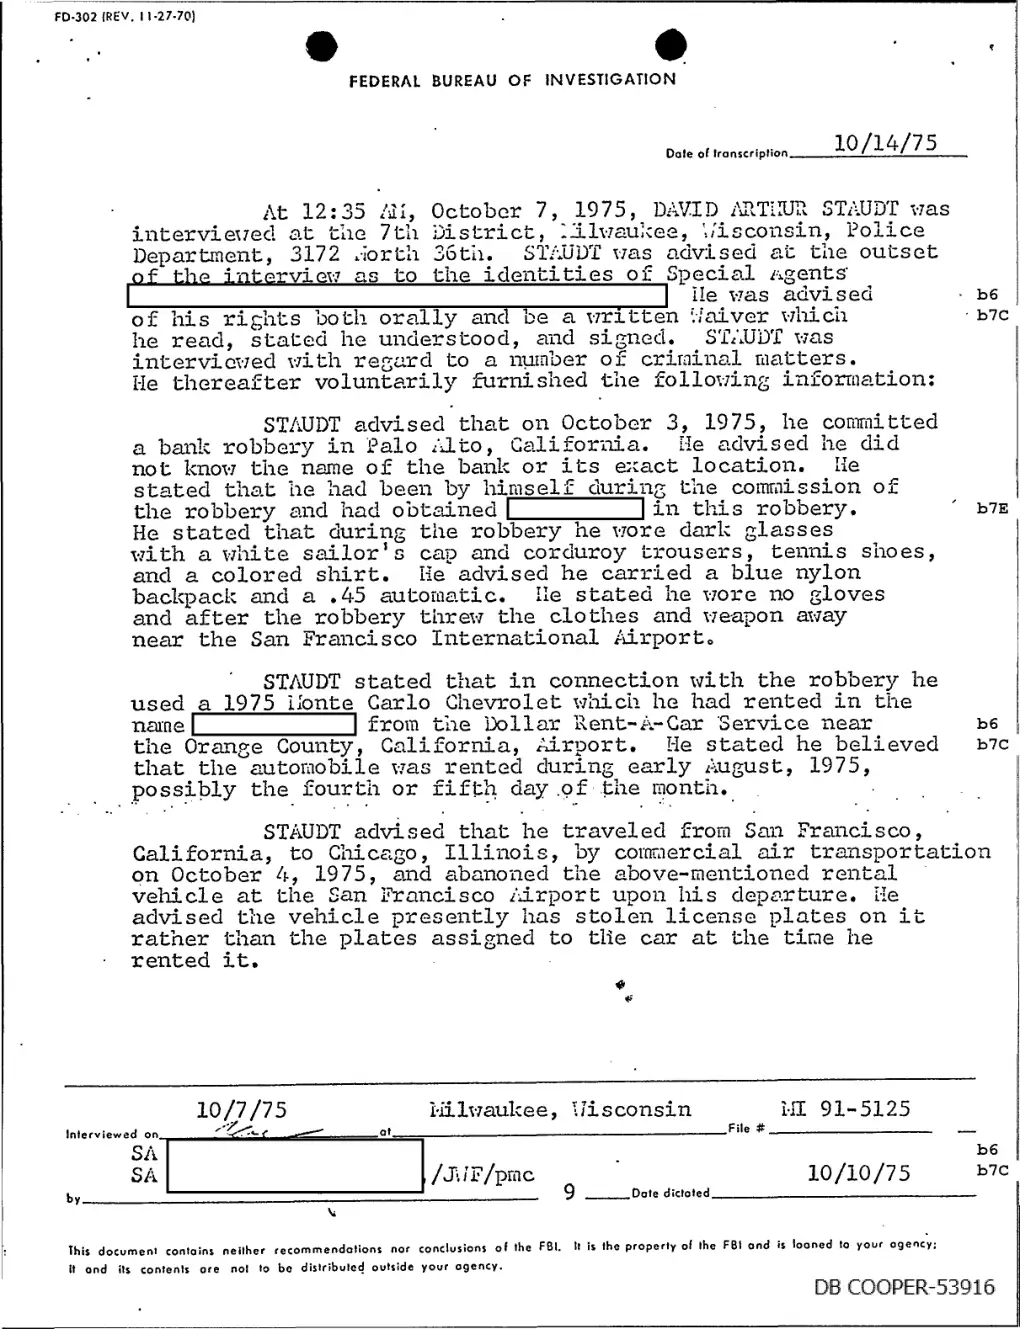 FD-302 (REV. 11-27-70)
FEDERAL BUREAU OF INVESTIGATION
Date of transcription 10/14/75
At 12:35 AM, October 7, 1975, DAVID ARTHUR STAUDT was
interviewed at the 7th District, Milwaukee, Wisconsin, Police
Department, 3172 North 36th. STAUDT was advised at the outset
of the interview as to the identities of Special Agents
He was advised b6
of his rights both orally and be a written Waiver which b7C
he read, stated he understood, and signed. STAUDT was
interviewed with regard to a number of criminal matters.
He thereafter voluntarily furnished the following information:
STAUDT advised that on October 3, 1975, he committed
a bank robbery in Palo Alto, California. He advised he did
not know the name of the bank or its exact location. He
stated that he had been by himself during the commission of
the robbery and had obtained in this robbery. b7E
He stated that during the robbery he wore dark glasses
with a white sailor's cap and corduroy trousers, tennis shoes,
and a colored shirt. He advised he carried a blue nylon
backpack and a .45 automatic. He stated he wore no gloves
and after the robbery threw the clothes and weapon away
near the San Francisco International Airport.
STAUDT stated that in connection with the robbery he
used a 1975 Monte Carlo Chevrolet which he had rented in the
name from the Dollar Rent-A-Car Service near b6
the Orange County, California, Airport. He stated he believed b7C
that the automobile was rented during early August, 1975,
possibly the fourth or fifth day of the month.
STAUDT advised that he traveled from San Francisco,
California, to Chicago, Illinois, by commercial air transportation
on October 4, 1975, and abanoned the above-mentioned rental
vehicle at the San Francisco Airport upon his departure. He
advised the vehicle presently has stolen license plates on it
rather than the plates assigned to the car at the time he
rented it.
10/7/75 Milwaukee, Wisconsin MI 91-5125
Interviewed on at File #
SA b6
SA /JWF/pmc 10/10/75 b7C
by 9 Date dictated
This document contains neither recommendations nor conclusions of the FBI. It is the property of the FBI and is loaned to your agency;
it and its contents are not to be distributed outside your agency.
DB COOPER-53916